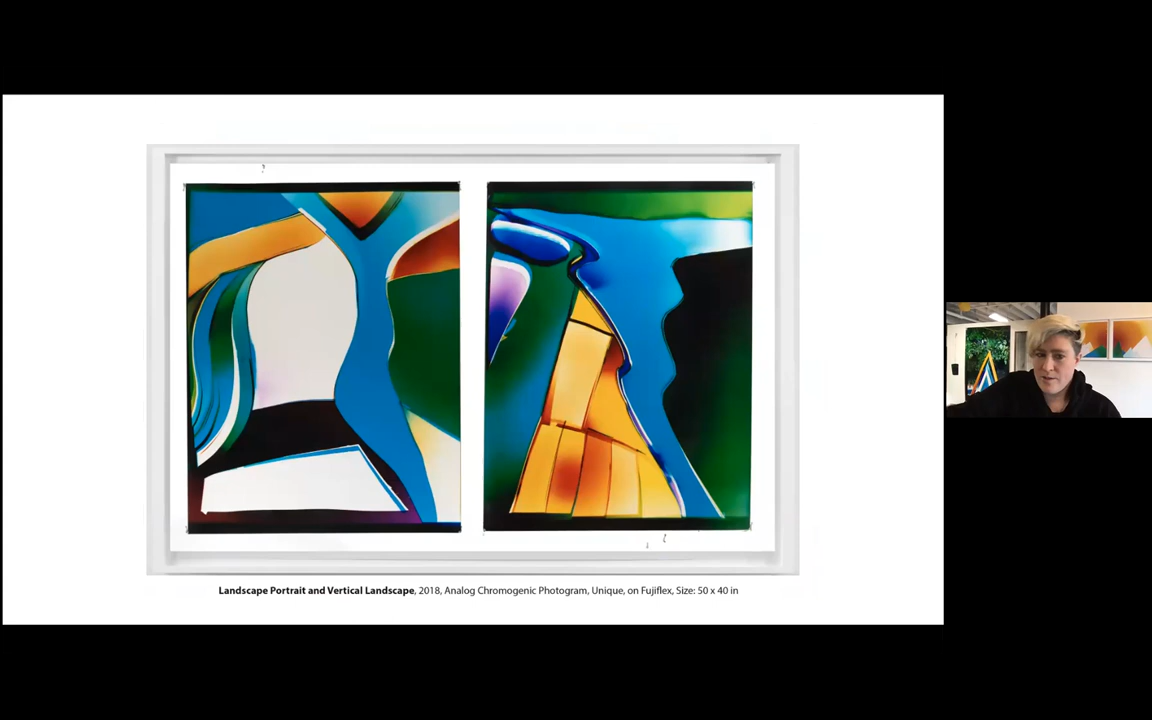 Landscape Portrait and Vertical Landscape, 2018, Analog Chromogenic Photogram, Unique, on Fujiflex, Size: 50 x 40 in